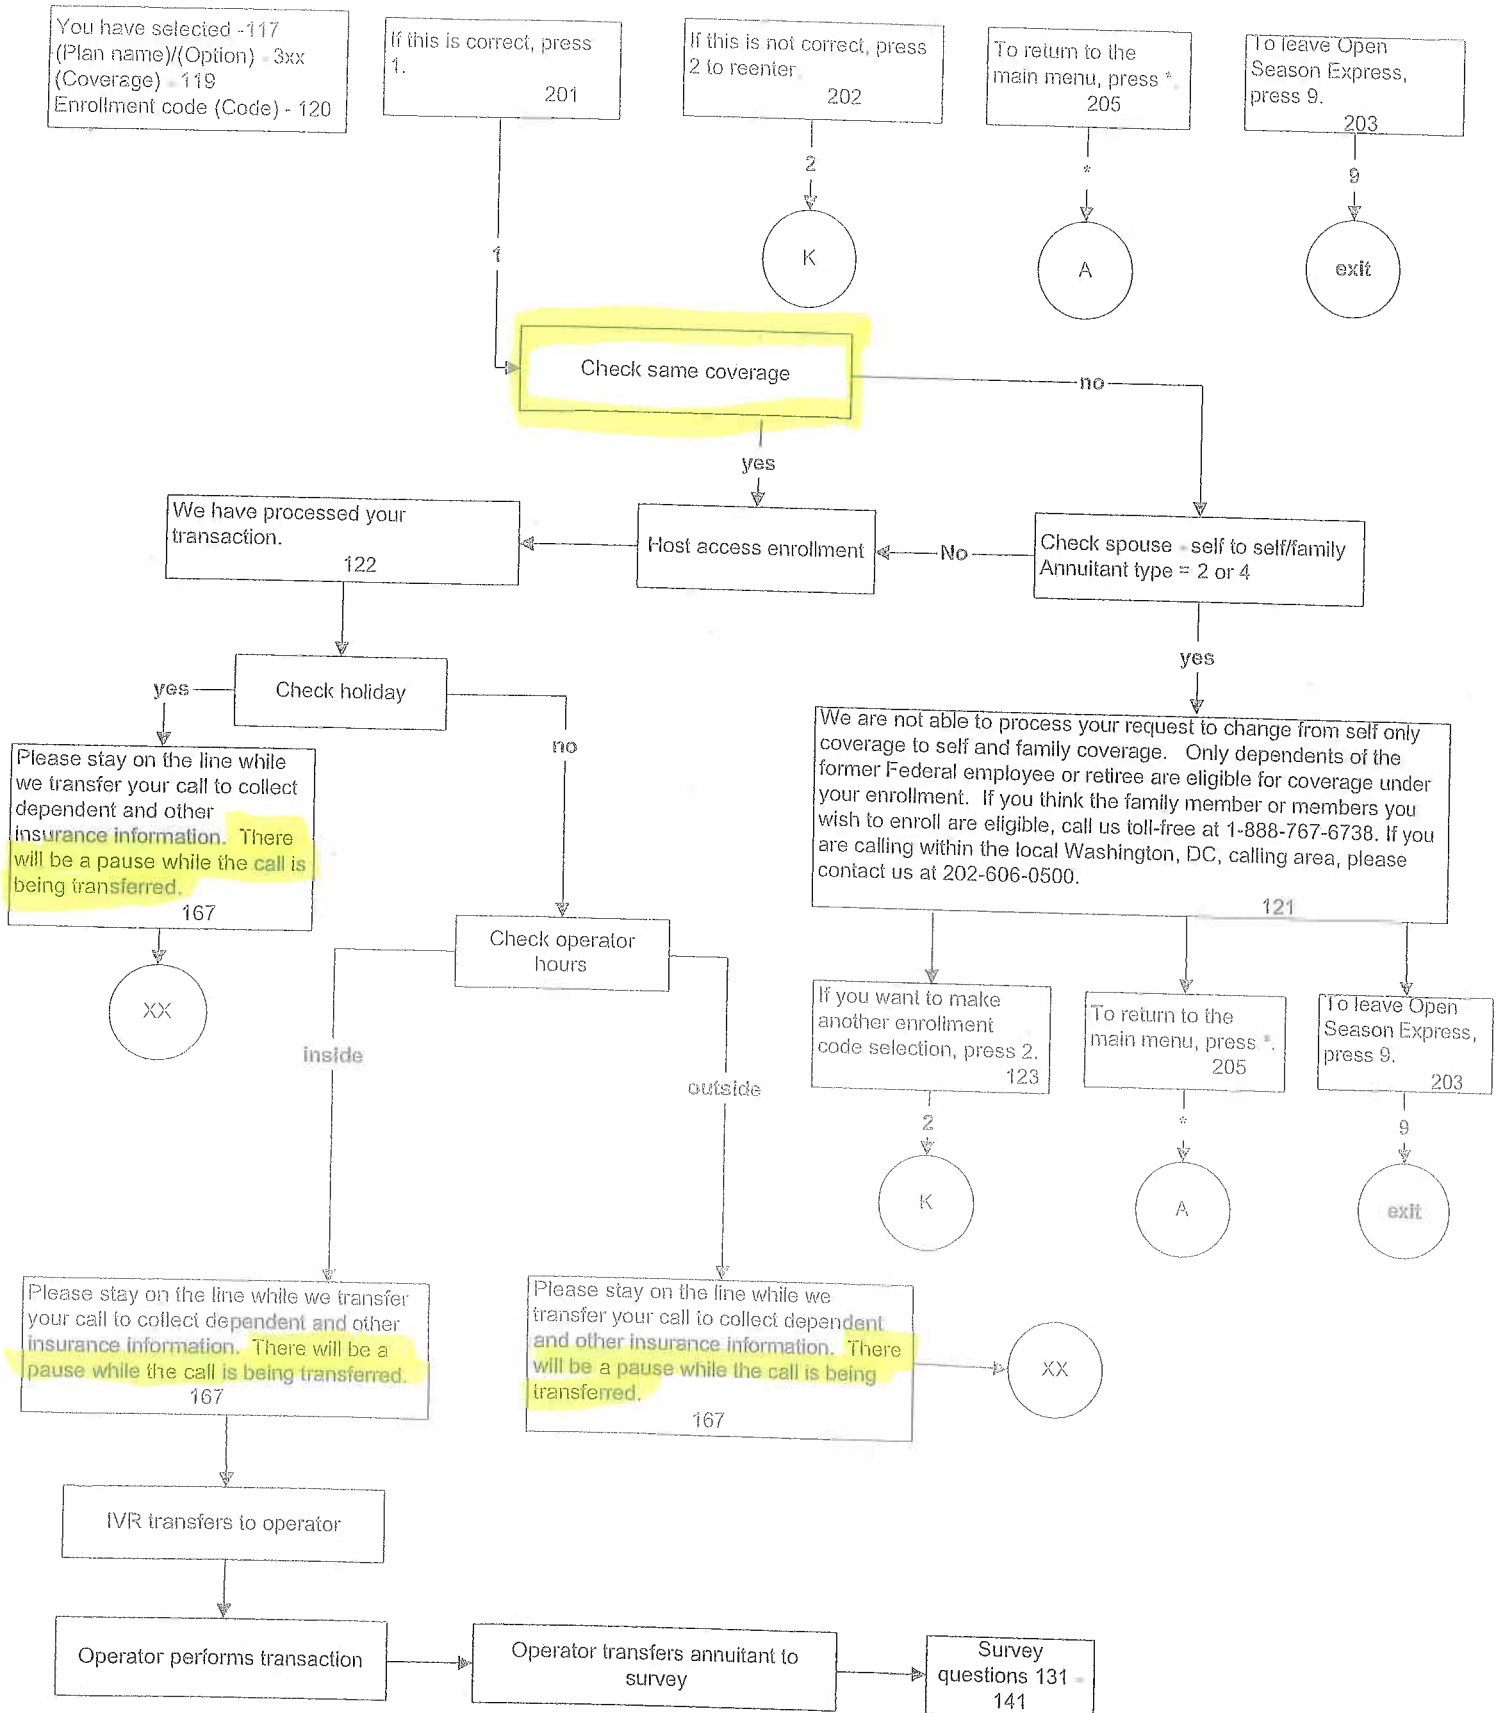 You have selected -117
(Plan name)/(Option) - 3xx
(Coverage) - 119
Enrollment code (Code) - 120
If this is correct, press
1.
201
If this is not correct, press
2 to reenter.
202
To return to the
main menu, press *.
205
To leave Open
Season Express,
press 9.
203
1
2
*
9
K
A
exit
Check same coverage
no
yes
We have processed your
transaction.
122
Host access enrollment
No
Check spouse - self to self/family
Annuitant type = 2 or 4
yes
Check holiday
yes
no
Please stay on the line while
we transfer your call to collect
dependent and other
insurance information. There
will be a pause while the call is
being transferred.
167
XX
We are not able to process your request to change from self only
coverage to self and family coverage. Only dependents of the
former Federal employee or retiree are eligible for coverage under
your enrollment. If you think the family member or members you
wish to enroll are eligible, call us toll-free at 1-888-767-6738. If you
are calling within the local Washington, DC, calling area, please
contact us at 202-606-0500.
121
Check operator
hours
inside
outside
If you want to make
another enrollment
code selection, press 2.
123
To return to the
main menu, press *.
205
To leave Open
Season Express,
press 9.
203
2
*
9
K
A
exit
Please stay on the line while we transfer
your call to collect dependent and other
insurance information. There will be a
pause while the call is being transferred.
167
Please stay on the line while we
transfer your call to collect dependent
and other insurance information. There
will be a pause while the call is being
transferred.
167
XX
IVR transfers to operator
Operator performs transaction
Operator transfers annuitant to
survey
Survey
questions 131 -
141